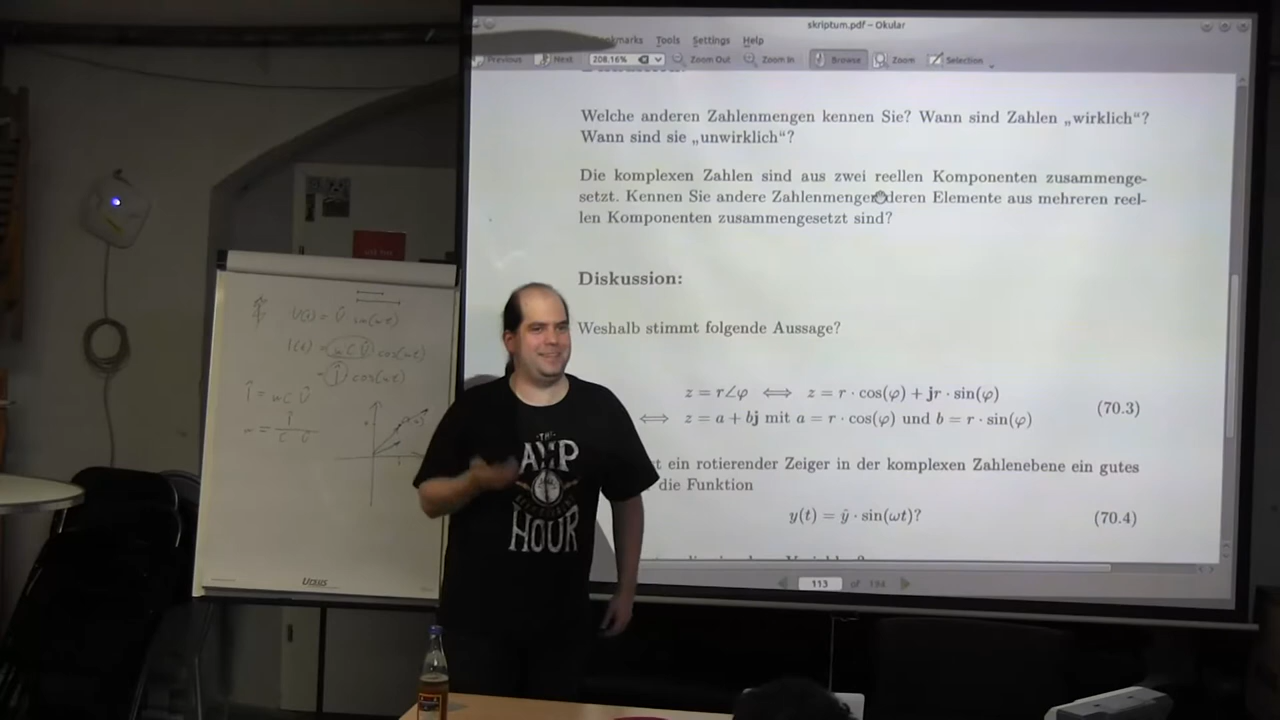 skriptum.pdf – Okular
Tools Settings Help
Previous Next 208.16% Zoom Out Zoom In Browse Zoom Selection
Welche anderen Zahlenmengen kennen Sie? Wann sind Zahlen „wirklich“?
Wann sind sie „unwirklich“?
Die komplexen Zahlen sind aus zwei reellen Komponenten zusammenge-
setzt. Kennen Sie andere Zahlenmengen deren Elemente aus mehreren reel-
len Komponenten zusammengesetzt sind?
Diskussion:
Weshalb stimmt folgende Aussage?
z = r∠φ ⟺ z = r · cos(φ) + jr · sin(φ)
⟺ z = a + bj mit a = r · cos(φ) und b = r · sin(φ)
(70.3)
ein rotierender Zeiger in der komplexen Zahlenebene ein gutes
die Funktion
y(t) = ŷ · sin(ωt)?
(70.4)
113 of 194
U(t) = Û sin(ωt)
I(t) = ωCÛ cos(ωt)
= Î cos(ωt)
Î = ωCÛ
URSUS
THE
AMP
HOUR